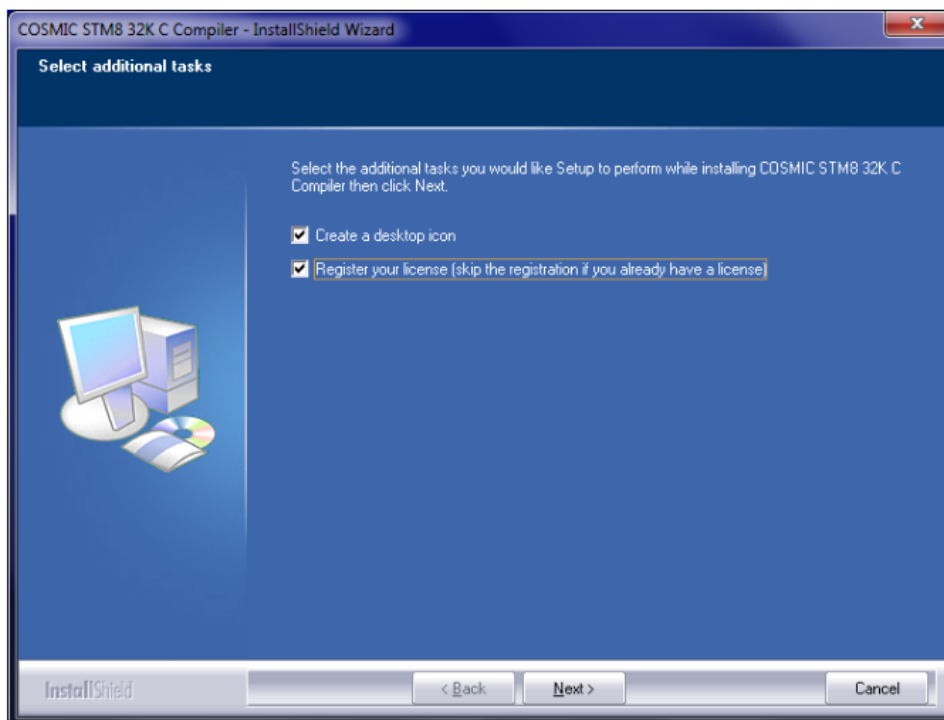 COSMIC STM8 32K C Compiler - InstallShield Wizard
Select additional tasks
Select the additional tasks you would like Setup to perform while installing COSMIC STM8 32K C
Compiler then click Next.
Create a desktop icon
Register your license (skip the registration if you already have a license)
InstallShield
< Back
Next >
Cancel